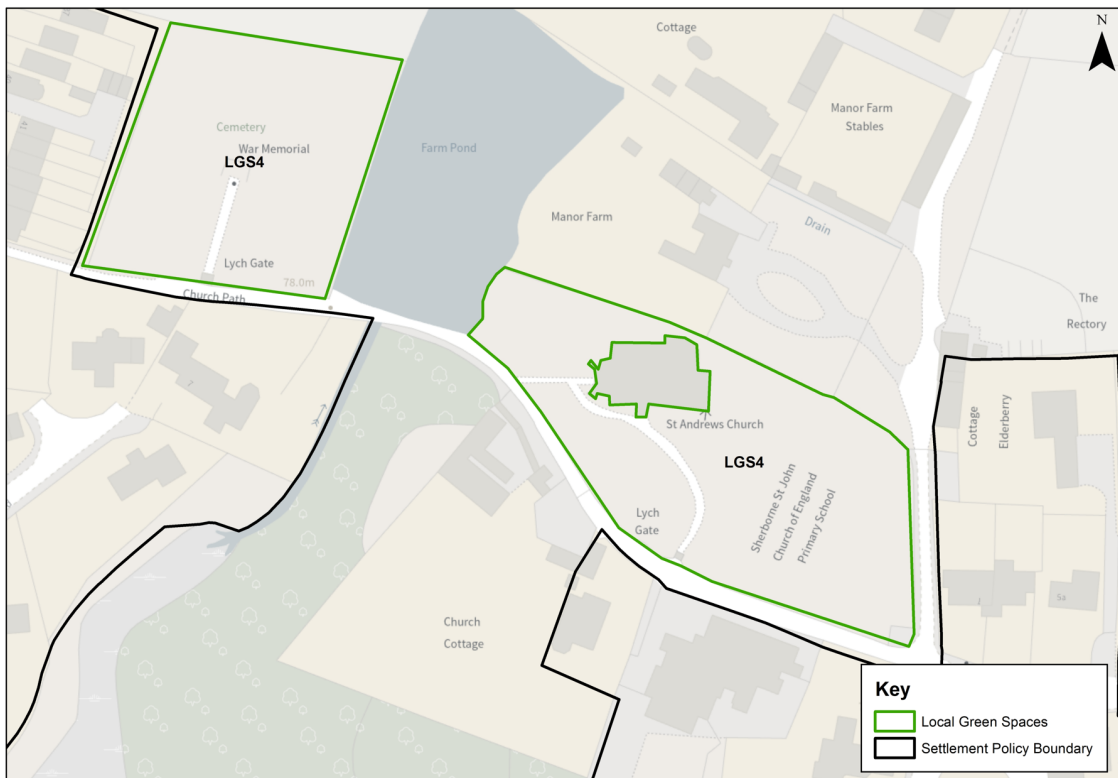 N
Cottage
Manor Farm
Stables
Cemetery
War Memorial
LGS4
Farm Pond
Manor Farm
Drain
Lych Gate
78.0m
Church Path
The
Rectory
St Andrews Church
Cottage
Elderberry
LGS4
Sherborne St John
Church of England
Primary School
Lych
Gate
Church
Cottage
5a
Key
Local Green Spaces
Settlement Policy Boundary